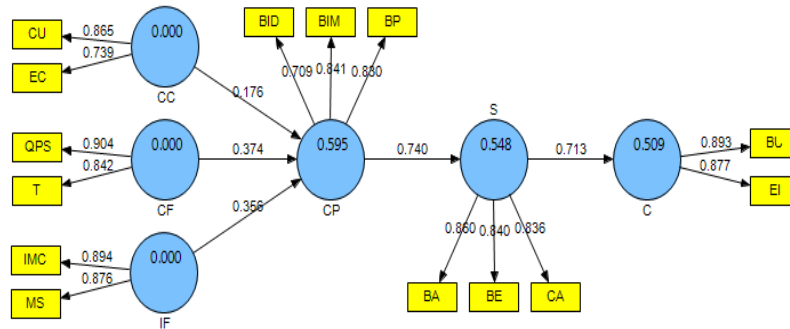 CU
0.865
EC
0.739
0.000
CC
0.176
BID
BIM
BP
0.709
0.841
0.830
QPS
0.904
T
0.842
0.000
CF
0.374
0.595
CP
0.740
S
0.548
0.713
0.509
C
0.893
BU
0.877
EI
IMC
0.894
MS
0.876
0.000
IF
0.356
0.860
0.840
0.836
BA
BE
CA